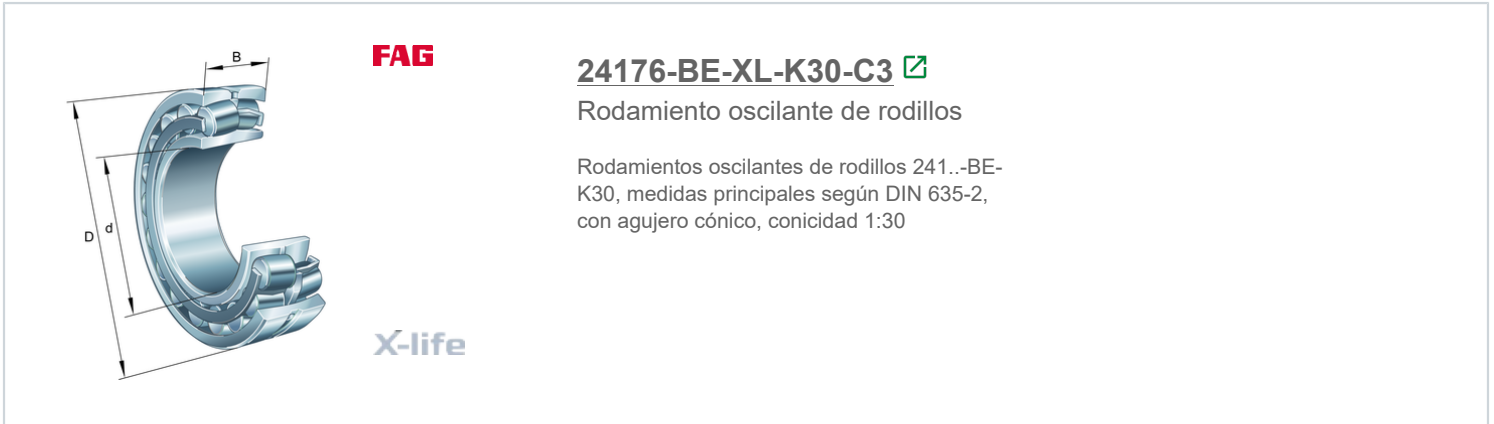 B
D
d
FAG
X-life
24176-BE-XL-K30-C3
Rodamiento oscilante de rodillos
Rodamientos oscilantes de rodillos 241..-BE-
K30, medidas principales según DIN 635-2,
con agujero cónico, conicidad 1:30